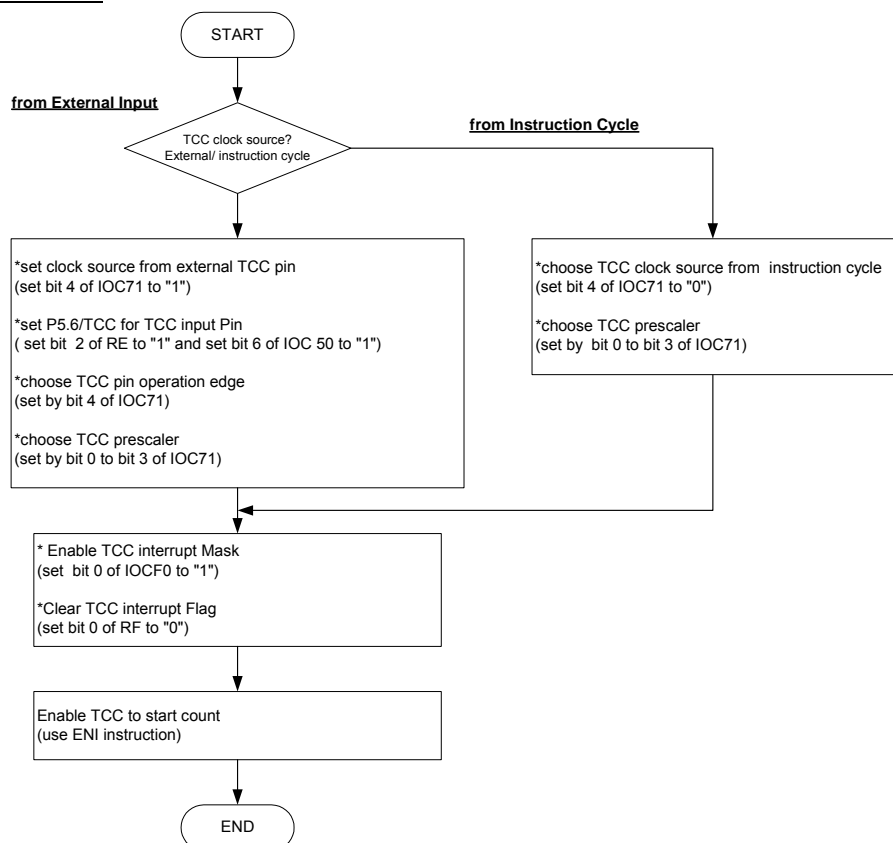 START
from External Input
from Instruction Cycle
TCC clock source?
External/ instruction cycle
*set clock source from external TCC pin
(set bit 4 of IOC71 to "1")
*set P5.6/TCC for TCC input Pin
( set bit  2 of RE to "1" and set bit 6 of IOC 50 to "1")
*choose TCC pin operation edge
(set by bit 4 of IOC71)
*choose TCC prescaler
(set by bit 0 to bit 3 of IOC71)
*choose TCC clock source from  instruction cycle
(set bit 4 of IOC71 to "0")
*choose TCC prescaler
(set by  bit 0 to bit 3 of IOC71)
* Enable TCC interrupt Mask
(set  bit 0 of IOCF0 to "1")
*Clear TCC interrupt Flag
(set bit 0 of RF to "0")
Enable TCC to start count
(use ENI instruction)
END